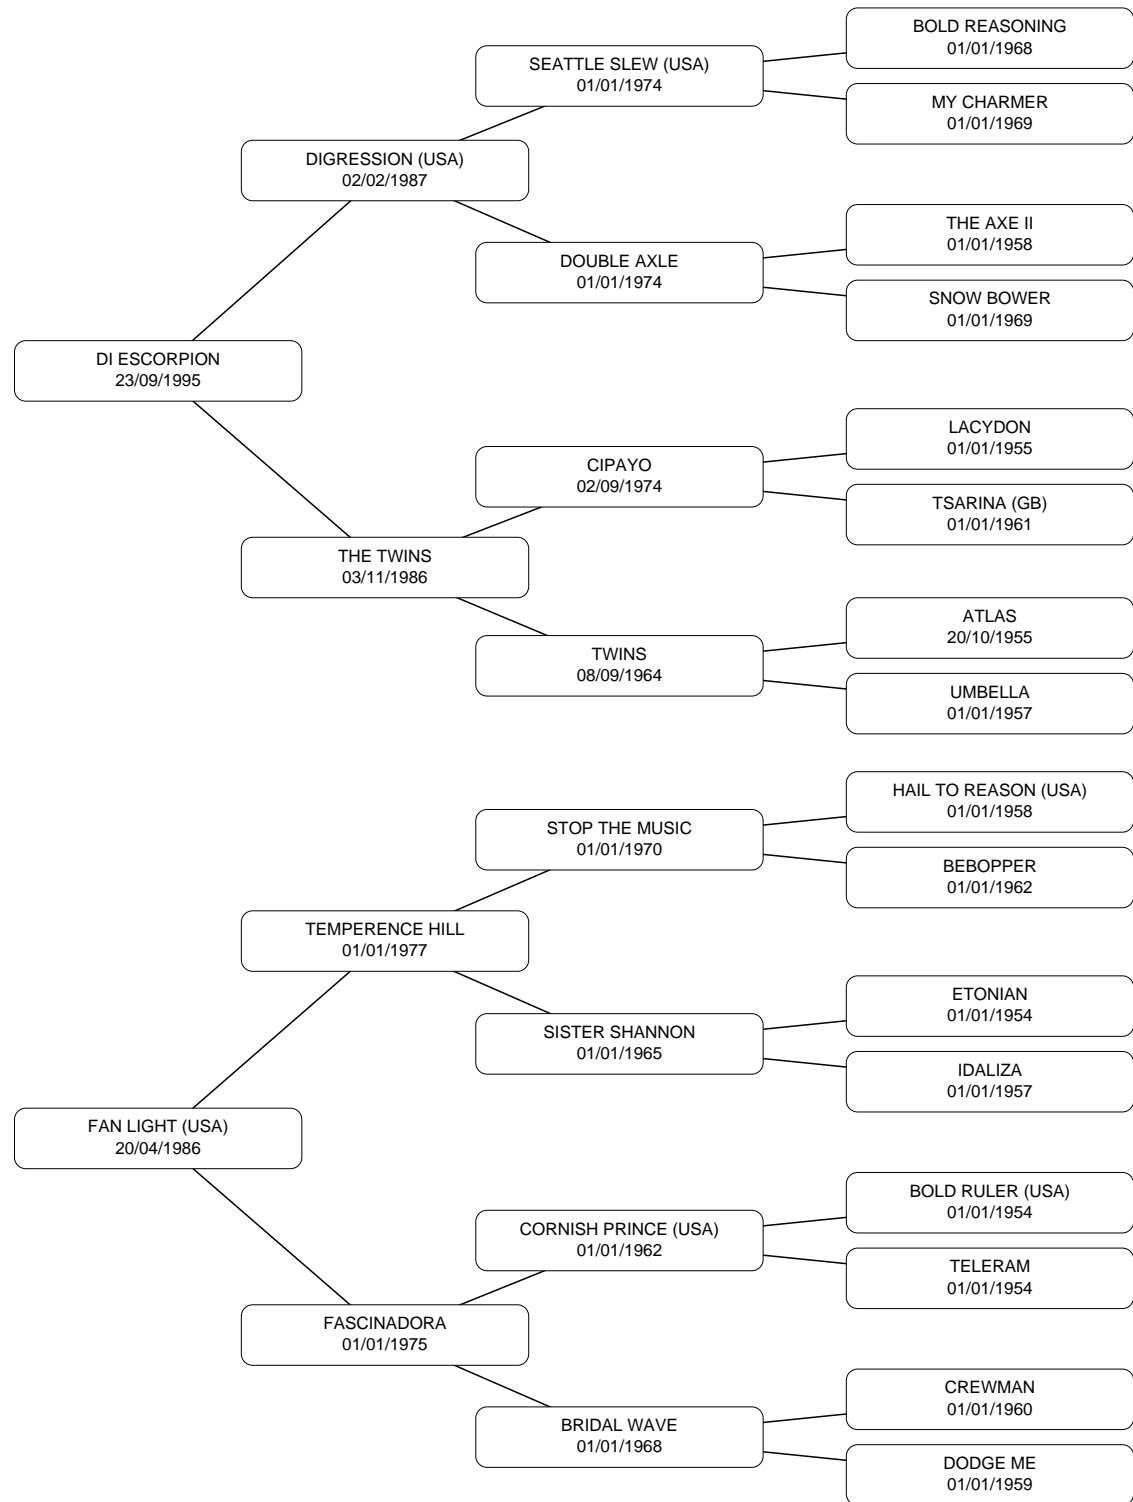 BOLD REASONING
01/01/1968
SEATTLE SLEW (USA)
01/01/1974
MY CHARMER
01/01/1969
DIGRESSION (USA)
02/02/1987
THE AXE II
01/01/1958
DOUBLE AXLE
01/01/1974
SNOW BOWER
01/01/1969
DI ESCORPION
23/09/1995
LACYDON
01/01/1955
CIPAYO
02/09/1974
TSARINA (GB)
01/01/1961
THE TWINS
03/11/1986
ATLAS
20/10/1955
TWINS
08/09/1964
UMBELLA
01/01/1957
HAIL TO REASON (USA)
01/01/1958
STOP THE MUSIC
01/01/1970
BEBOPPER
01/01/1962
TEMPERENCE HILL
01/01/1977
ETONIAN
01/01/1954
SISTER SHANNON
01/01/1965
IDALIZA
01/01/1957
FAN LIGHT (USA)
20/04/1986
BOLD RULER (USA)
01/01/1954
CORNISH PRINCE (USA)
01/01/1962
TELERAM
01/01/1954
FASCINADORA
01/01/1975
CREWMAN
01/01/1960
BRIDAL WAVE
01/01/1968
DODGE ME
01/01/1959